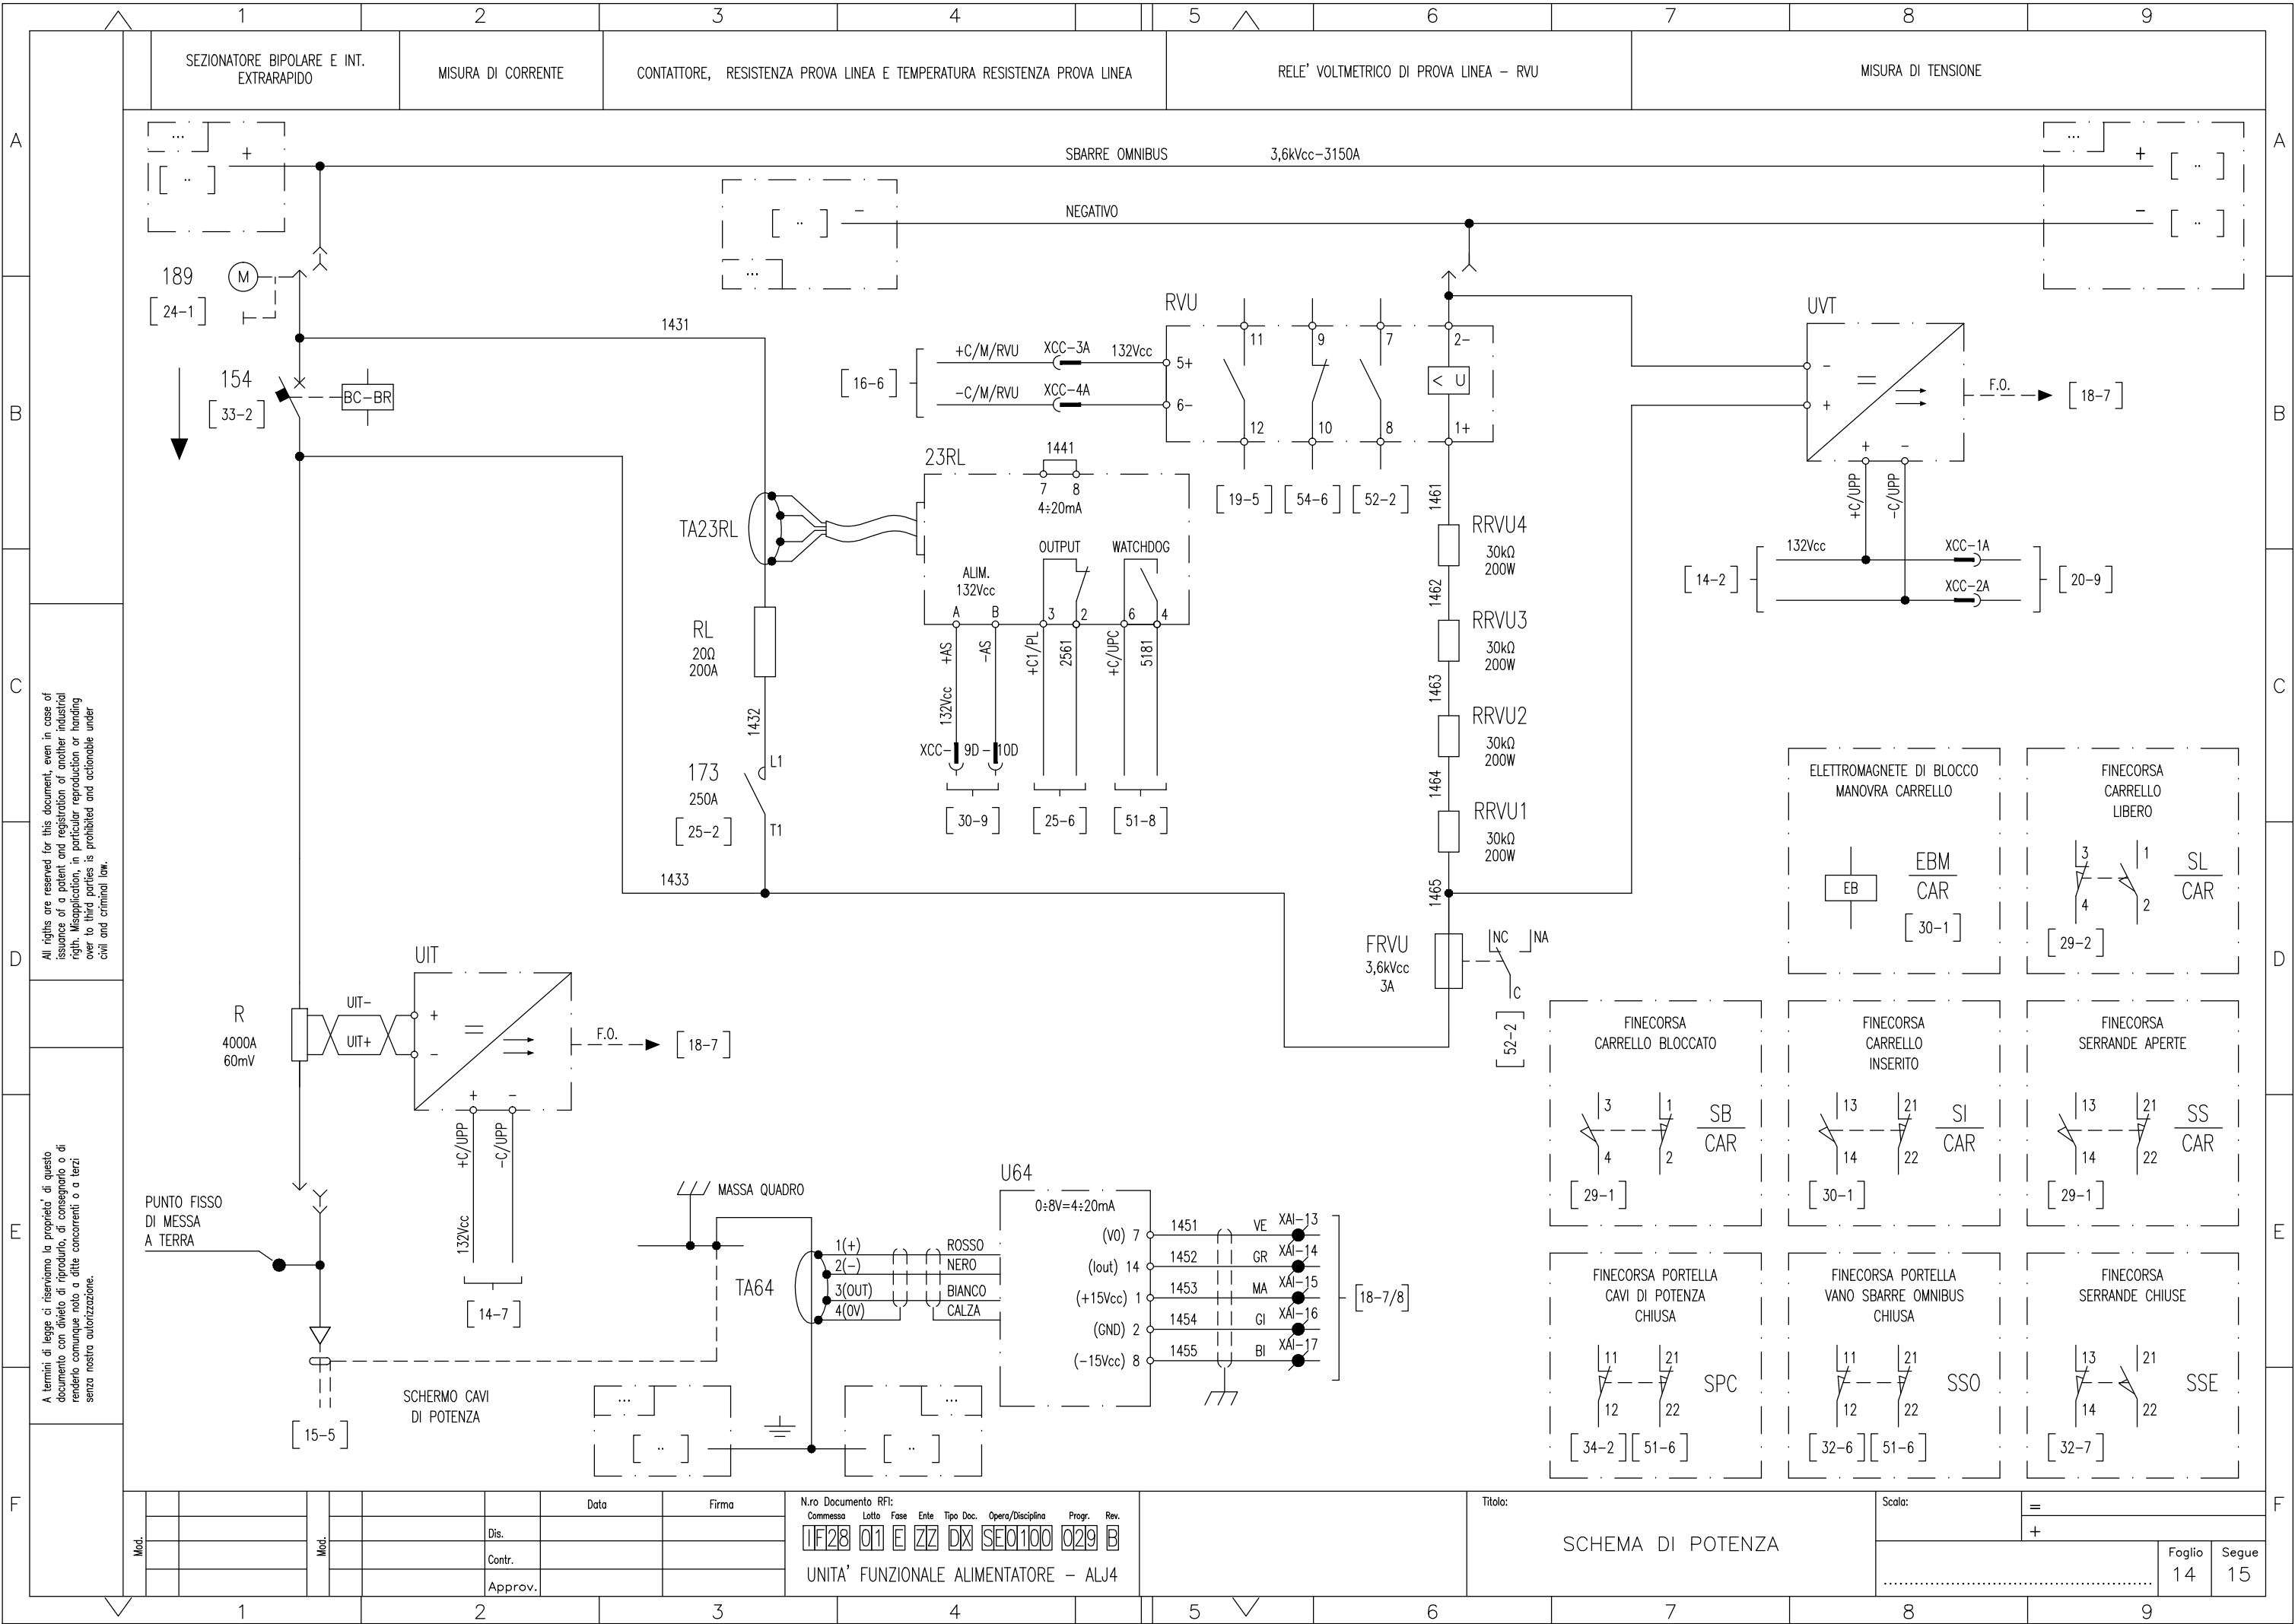 1 2 3 4 5 6 7 8 9
SEZIONATORE BIPOLARE E INT.
EXTRARAPIDO
MISURA DI CORRENTE
CONTATTORE, RESISTENZA PROVA LINEA E TEMPERATURA RESISTENZA PROVA LINEA
RELE' VOLTMETRICO DI PROVA LINEA - RVU
MISURA DI TENSIONE
A
A
...
[ .. ]
+
SBARRE OMNIBUS 3,6kVcc-3150A
...
+
[ .. ]
[ .. ]
-
NEGATIVO
-
[ .. ]
...
189
[24-1]
M
1431
154
[33-2]
BC-BR
B
B
RVU
[16-6]
+C/M/RVU XCC-3A 132Vcc 5+
-C/M/RVU XCC-4A 6-
11 9 7 2-
< U
12 10 8 1+
[19-5] [54-6] [52-2]
UVT
-
+
=
F.O.
[18-7]
+ -
+C/UPP
-C/UPP
[14-2]
132Vcc
XCC-1A
XCC-2A
[20-9]
TA23RL
23RL
1441
7 8
4÷20mA
OUTPUT WATCHDOG
ALIM.
132Vcc
A B 3 2 6 4
+AS
-AS
+C1/PL
2561
+C/UPC
5181
132Vcc
XCC- 9D - 10D
[30-9] [25-6] [51-8]
RL
20Ω
200A
1432
173
250A
[25-2]
L1
T1
1433
1461
RRVU4
30kΩ
200W
1462
RRVU3
30kΩ
200W
1463
RRVU2
30kΩ
200W
1464
RRVU1
30kΩ
200W
1465
FRVU
3,6kVcc
3A
NC NA
C
[52-2]
C
C
All rigths are reserved for this document, even in case of
issuance of a patent and registration of another industrial
rigth. Misapplication, in particular reproduction or handing
over to third parties is prohibited and actionable under
civil and criminal law.
ELETTROMAGNETE DI BLOCCO
MANOVRA CARRELLO
EB
EBM
CAR
[30-1]
FINECORSA
CARRELLO
LIBERO
3 1
4 2
SL
CAR
[29-2]
D
D
R
4000A
60mV
UIT-
UIT+
UIT
+
-
=
F.O.
[18-7]
+ -
+C/UPP
-C/UPP
132Vcc
[14-7]
FINECORSA
CARRELLO BLOCCATO
3 1
4 2
SB
CAR
[29-1]
FINECORSA
CARRELLO
INSERITO
13 21
14 22
SI
CAR
[30-1]
FINECORSA
SERRANDE APERTE
13 21
14 22
SS
CAR
[29-1]
E
E
A termini di legge ci riserviamo la proprieta' di questo
documento con divieto di riprodurlo, di consegnarlo o di
renderlo comunque noto a ditte concorrenti o a terzi
senza nostra autorizzazione.
PUNTO FISSO
DI MESSA
A TERRA
[15-5]
SCHERMO CAVI
DI POTENZA
MASSA QUADRO
TA64
1(+) ROSSO
2(-) NERO
3(OUT) BIANCO
4(0V) CALZA
U64
0÷8V=4÷20mA
(V0) 7 1451 VE XAI-13
(Iout) 14 1452 GR XAI-14
(+15Vcc) 1 1453 MA XAI-15
(GND) 2 1454 GI XAI-16
(-15Vcc) 8 1455 BI XAI-17
[18-7/8]
...
[ .. ]
...
[ .. ]
FINECORSA PORTELLA
CAVI DI POTENZA
CHIUSA
11 21
12 22
SPC
[34-2] [51-6]
FINECORSA PORTELLA
VANO SBARRE OMNIBUS
CHIUSA
11 21
12 22
SSO
[32-6] [51-6]
FINECORSA
SERRANDE CHIUSE
13 21
14 22
SSE
[32-7]
F
F
Mod.
Mod.
Data Firma
Dis.
Contr.
Approv.
N.ro Documento RFI:
Commessa Lotto Fase Ente Tipo Doc. Opera/Disciplina Progr. Rev.
IF28 01 E ZZ DX SE0100 029 B
UNITA' FUNZIONALE ALIMENTATORE - ALJ4
Titolo:
SCHEMA DI POTENZA
Scala:
=
+
Foglio
14
Segue
15
1 2 3 4 5 6 7 8 9